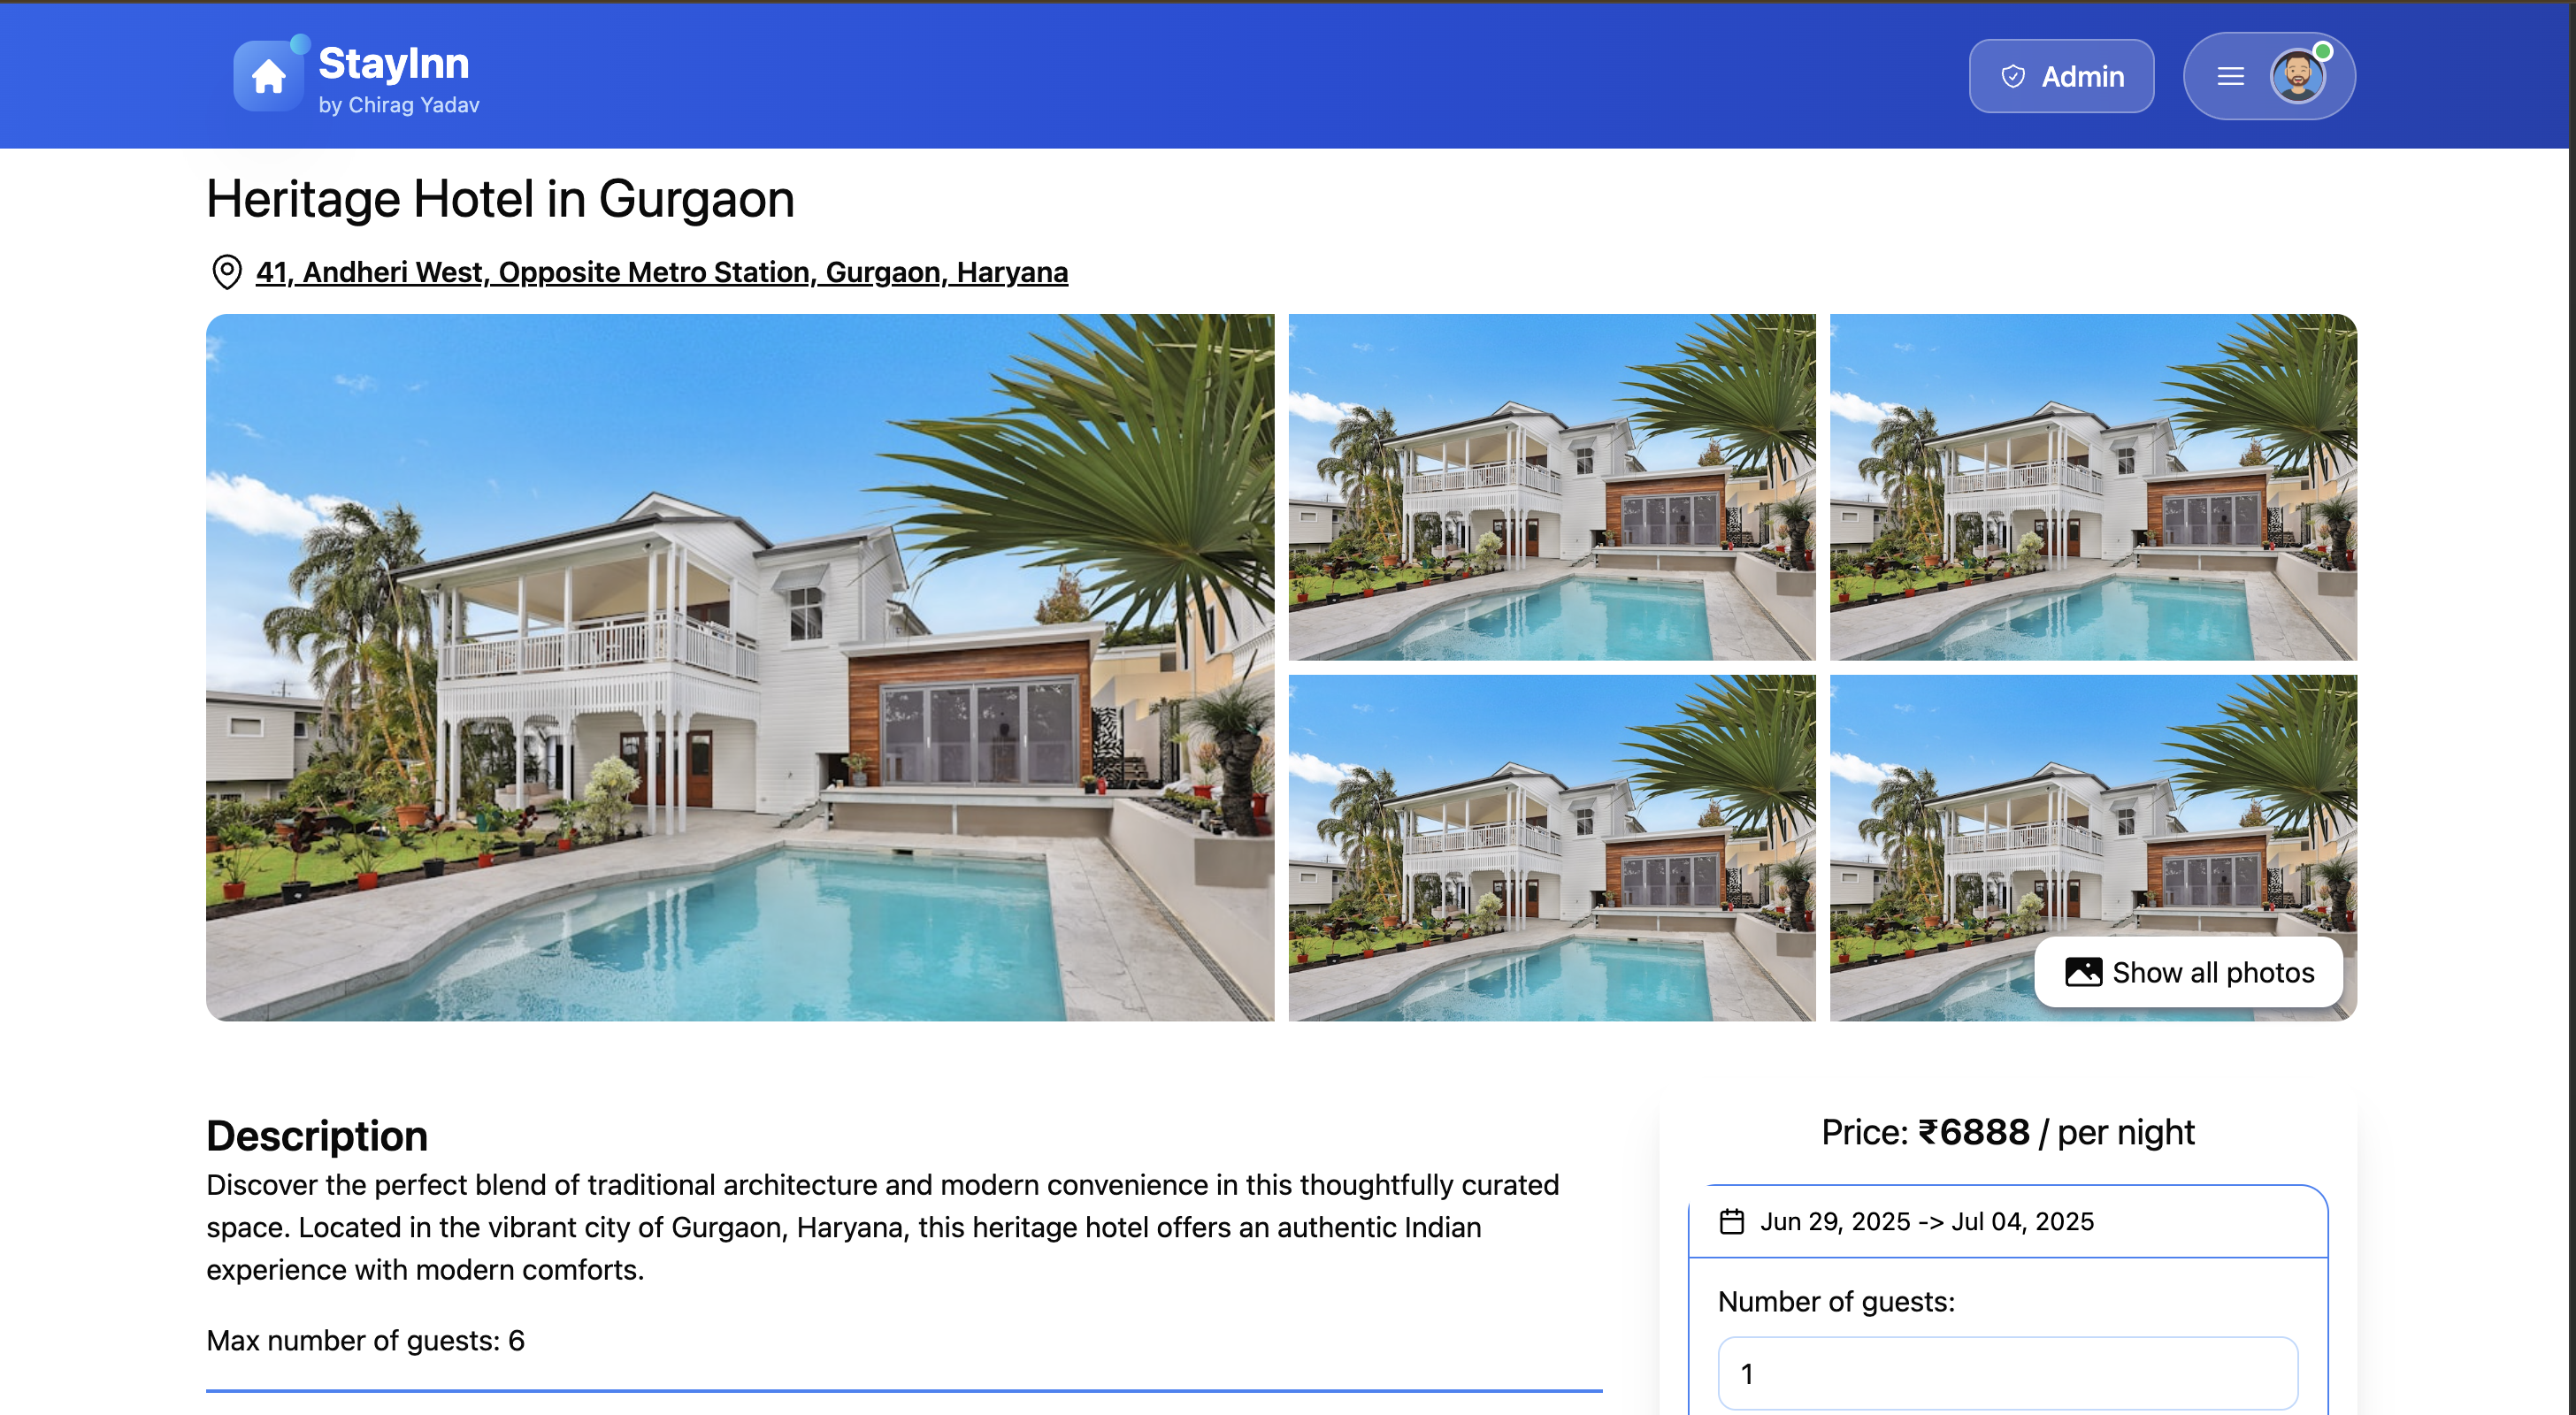 StayInn
by Chirag Yadav
Admin
Heritage Hotel in Gurgaon
41, Andheri West, Opposite Metro Station, Gurgaon, Haryana
Show all photos
Description
Discover the perfect blend of traditional architecture and modern convenience in this thoughtfully curated
space. Located in the vibrant city of Gurgaon, Haryana, this heritage hotel offers an authentic Indian
experience with modern comforts.
Max number of guests: 6
Price: ₹6888 / per night
Jun 29, 2025 -> Jul 04, 2025
Number of guests:
1